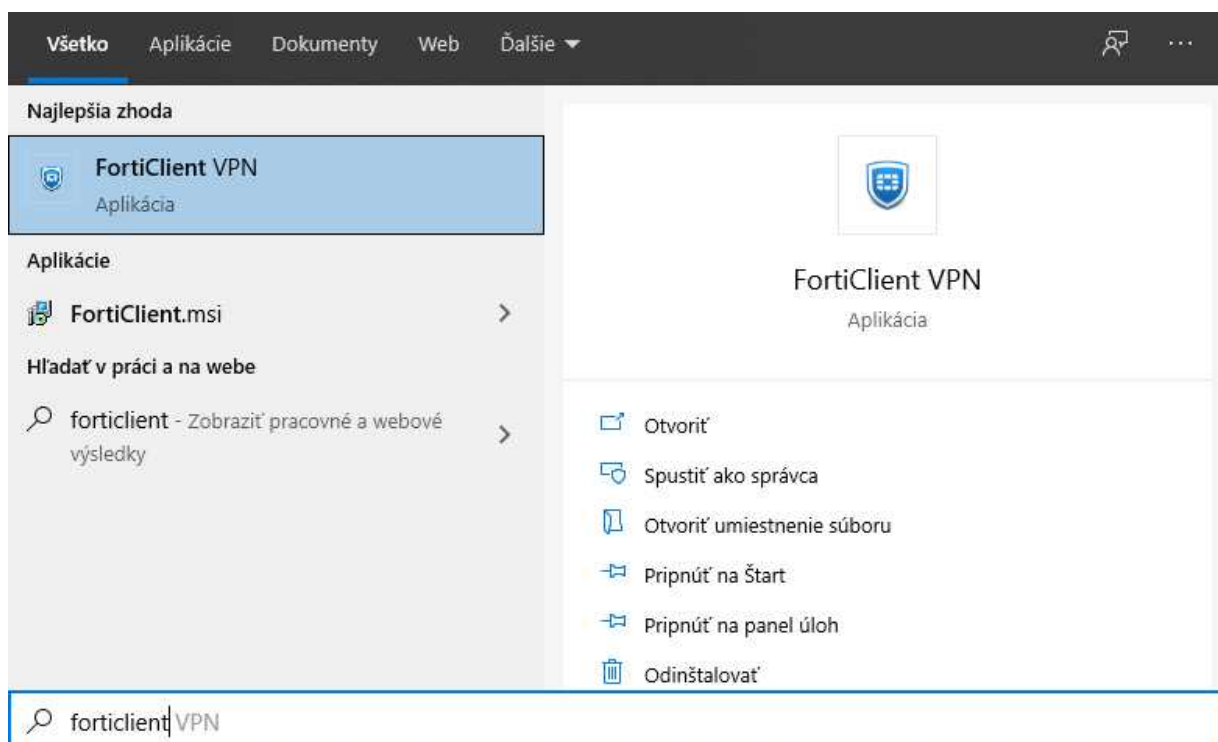 Všetko Aplikácie Dokumenty Web Ďalšie
Najlepšia zhoda
FortiClient VPN
Aplikácia
Aplikácie
FortiClient.msi
Hľadať v práci a na webe
forticlient - Zobraziť pracovné a webové
výsledky
FortiClient VPN
Aplikácia
Otvoriť
Spustiť ako správca
Otvoriť umiestnenie súboru
Pripnúť na Štart
Pripnúť na panel úloh
Odinštalovať
forticlient VPN